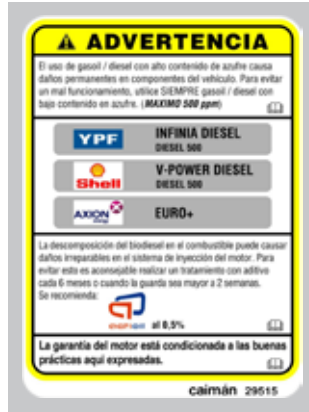 ADVERTENCIA
El uso de gasoil / diesel con alto contenido de azufre causa
daños permanentes en componentes del vehículo. Para evitar
un mal funcionamiento, utilice SIEMPRE gasoil / diesel con
bajo contenido en azufre. (MAXIMO 500 ppm)
YPF INFINIA DIESEL
DIESEL 500
Shell V-POWER DIESEL
DIESEL 500
AXION EURO+
La descomposición del biodiesel en el combustible puede causar
daños irreparables en el sistema de inyección del motor. Para
evitar esto es aconsejable realizar un tratamiento con aditivo
cada 6 meses o cuando la guarda sea mayor a 2 semanas.
Se recomienda:
al 0,5%
La garantía del motor está condicionada a las buenas
prácticas aquí expresadas.
caimán 29515